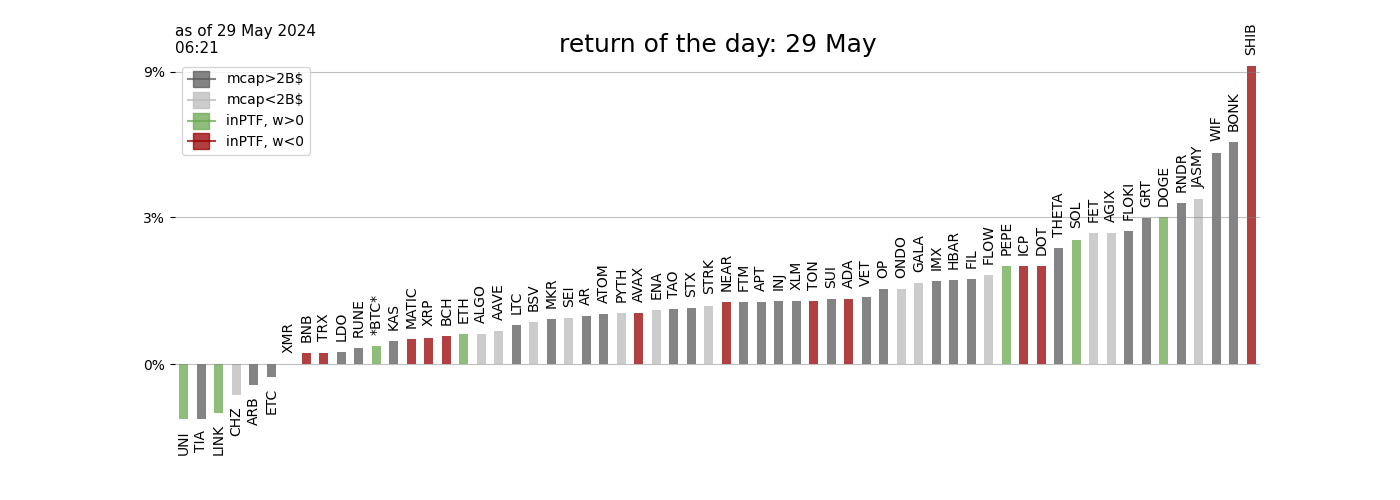 as of 29 May 2024
06:21
return of the day: 29 May
9%
3%
0%
mcap>2B$
mcap<2B$
inPTF, w>0
inPTF, w<0
UNI
TIA
LINK
CHZ
ARB
ETC
XMR
BNB
TRX
LDO
RUNE
*BTC*
KAS
MATIC
XRP
BCH
ETH
ALGO
AAVE
LTC
BSV
MKR
SEI
AR
ATOM
PYTH
AVAX
ENA
TAO
STX
STRK
NEAR
FTM
APT
INJ
XLM
TON
SUI
ADA
VET
OP
ONDO
GALA
IMX
HBAR
FIL
FLOW
PEPE
ICP
DOT
THETA
SOL
FET
AGIX
FLOKI
GRT
DOGE
RNDR
JASMY
WIF
BONK
SHIB